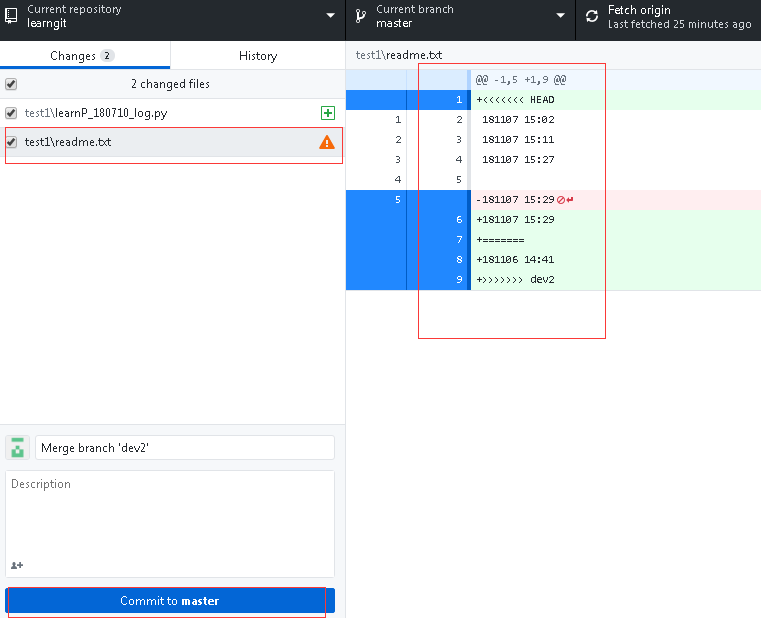 Current repository
learngit
Current branch
master
Fetch origin
Last fetched 25 minutes ago
Changes 2
History
2 changed files
test1\learnP_180710_log.py
test1\readme.txt
Merge branch 'dev2'
Description
Commit to master
test1\readme.txt
@@ -1,5 +1,9 @@
1 +<<<<<<< HEAD
1 2 181107 15:02
2 3 181107 15:11
3 4 181107 15:27
4 5
5 -181107 15:29
6 +181107 15:29
7 +=======
8 +181106 14:41
9 +>>>>>>> dev2